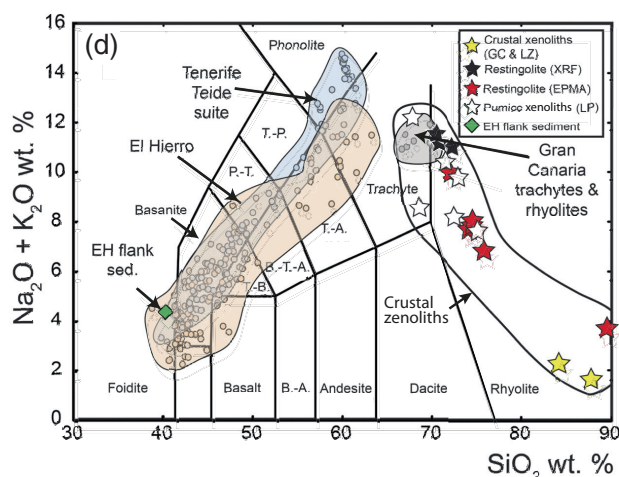 (d)
Na2O + K2O wt. %
16
14
12
10
8
6
4
2
0
30
40
50
60
70
80
90
SiO2 wt. %
Phonolite
Tenerife
Teide
suite
T.-P.
El Hierro
P.-T.
Basanite
EH flank
sed.
Trachyte
T.-A.
B.-T.-A.
T.-B.
Foidite
Basalt
B.-A.
Andesite
Dacite
Rhyolite
Gran
Canaria
trachytes &
rhyolites
Crustal
zenoliths
Crustal xenoliths
(GC & LZ)
Restingolite (XRF)
Restingolite (EPMA)
Pumice xenoliths (LP)
EH flank sediment